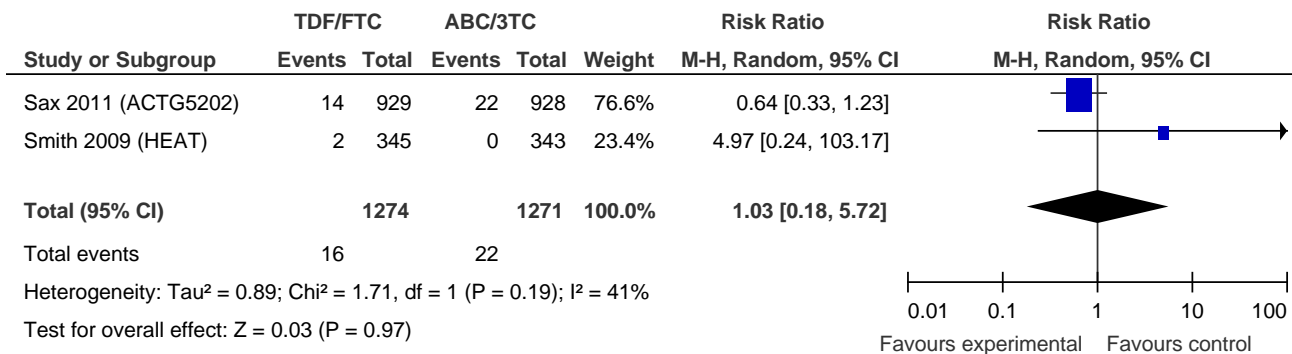 TDF/FTC ABC/3TC Risk Ratio Risk Ratio
Study or Subgroup Events Total Events Total Weight M-H, Random, 95% CI M-H, Random, 95% CI
Sax 2011 (ACTG5202) 14 929 22 928 76.6% 0.64 [0.33, 1.23]
Smith 2009 (HEAT) 2 345 0 343 23.4% 4.97 [0.24, 103.17]
Total (95% CI) 1274 1271 100.0% 1.03 [0.18, 5.72]
Total events 16 22
Heterogeneity: Tau² = 0.89; Chi² = 1.71, df = 1 (P = 0.19); I² = 41%
Test for overall effect: Z = 0.03 (P = 0.97)
0.01 0.1 1 10 100
Favours experimental Favours control